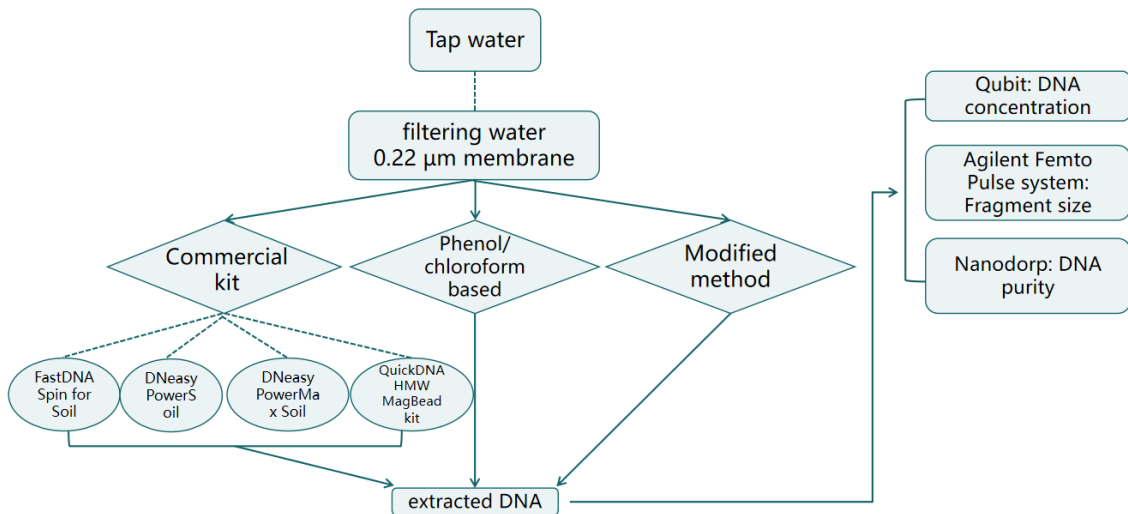 Tap water
filtering water
0.22 μm membrane
Commercial
kit
Phenol/
chloroform
based
Modified
method
FastDNA
Spin for
Soil
DNeasy
PowerS
oil
DNeasy
PowerMa
x Soil
QuickDNA
HMW
MagBead
kit
extracted DNA
Qubit: DNA
concentration
Agilent Femto
Pulse system:
Fragment size
Nanodorp: DNA
purity